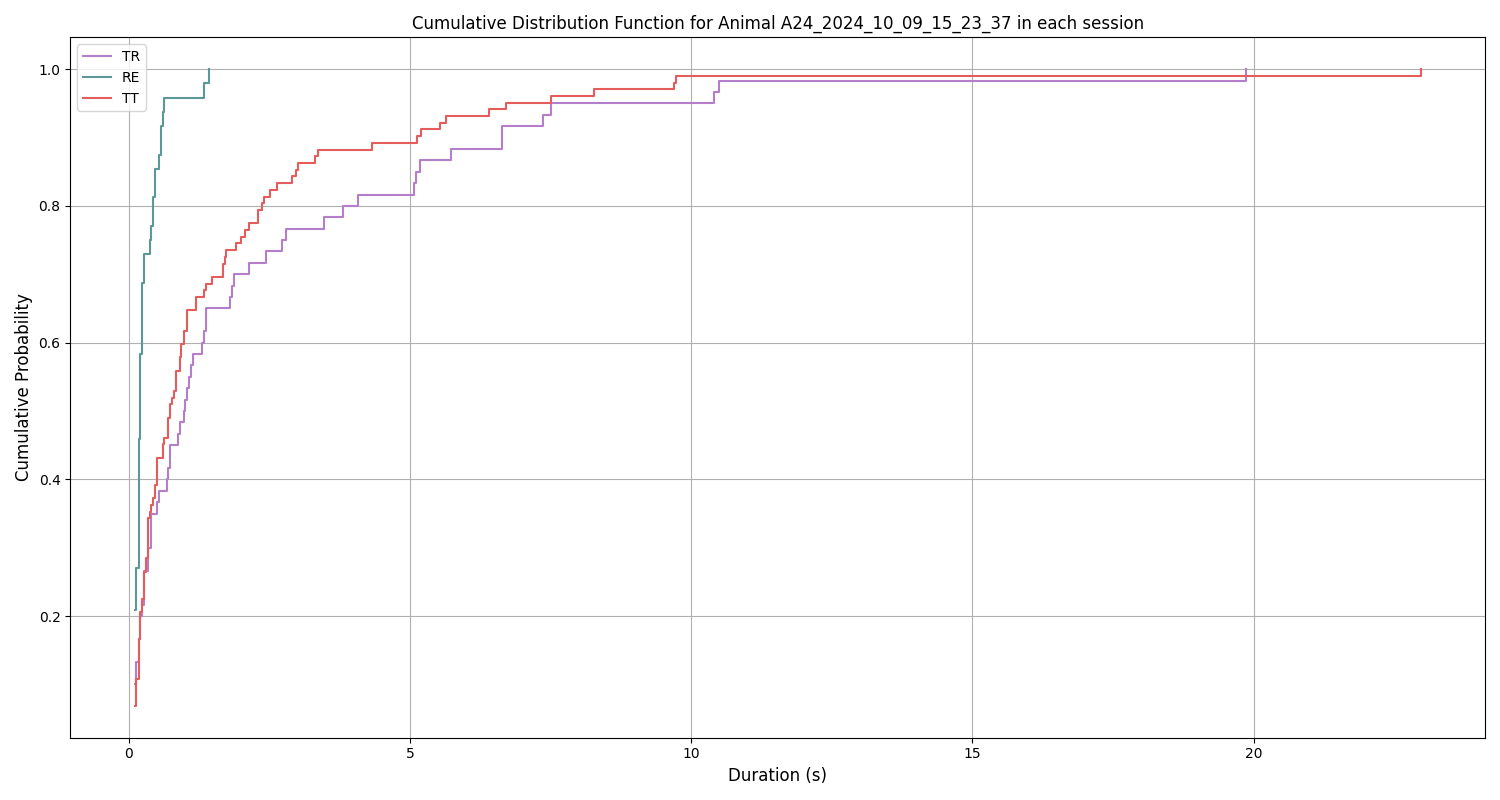 Cumulative Distribution Function for Animal A24_2024_10_09_15_23_37 in each session
TR
RE
TT
1.0
0.8
0.6
0.4
0.2
Cumulative Probability
0 5 10 15 20
Duration (s)